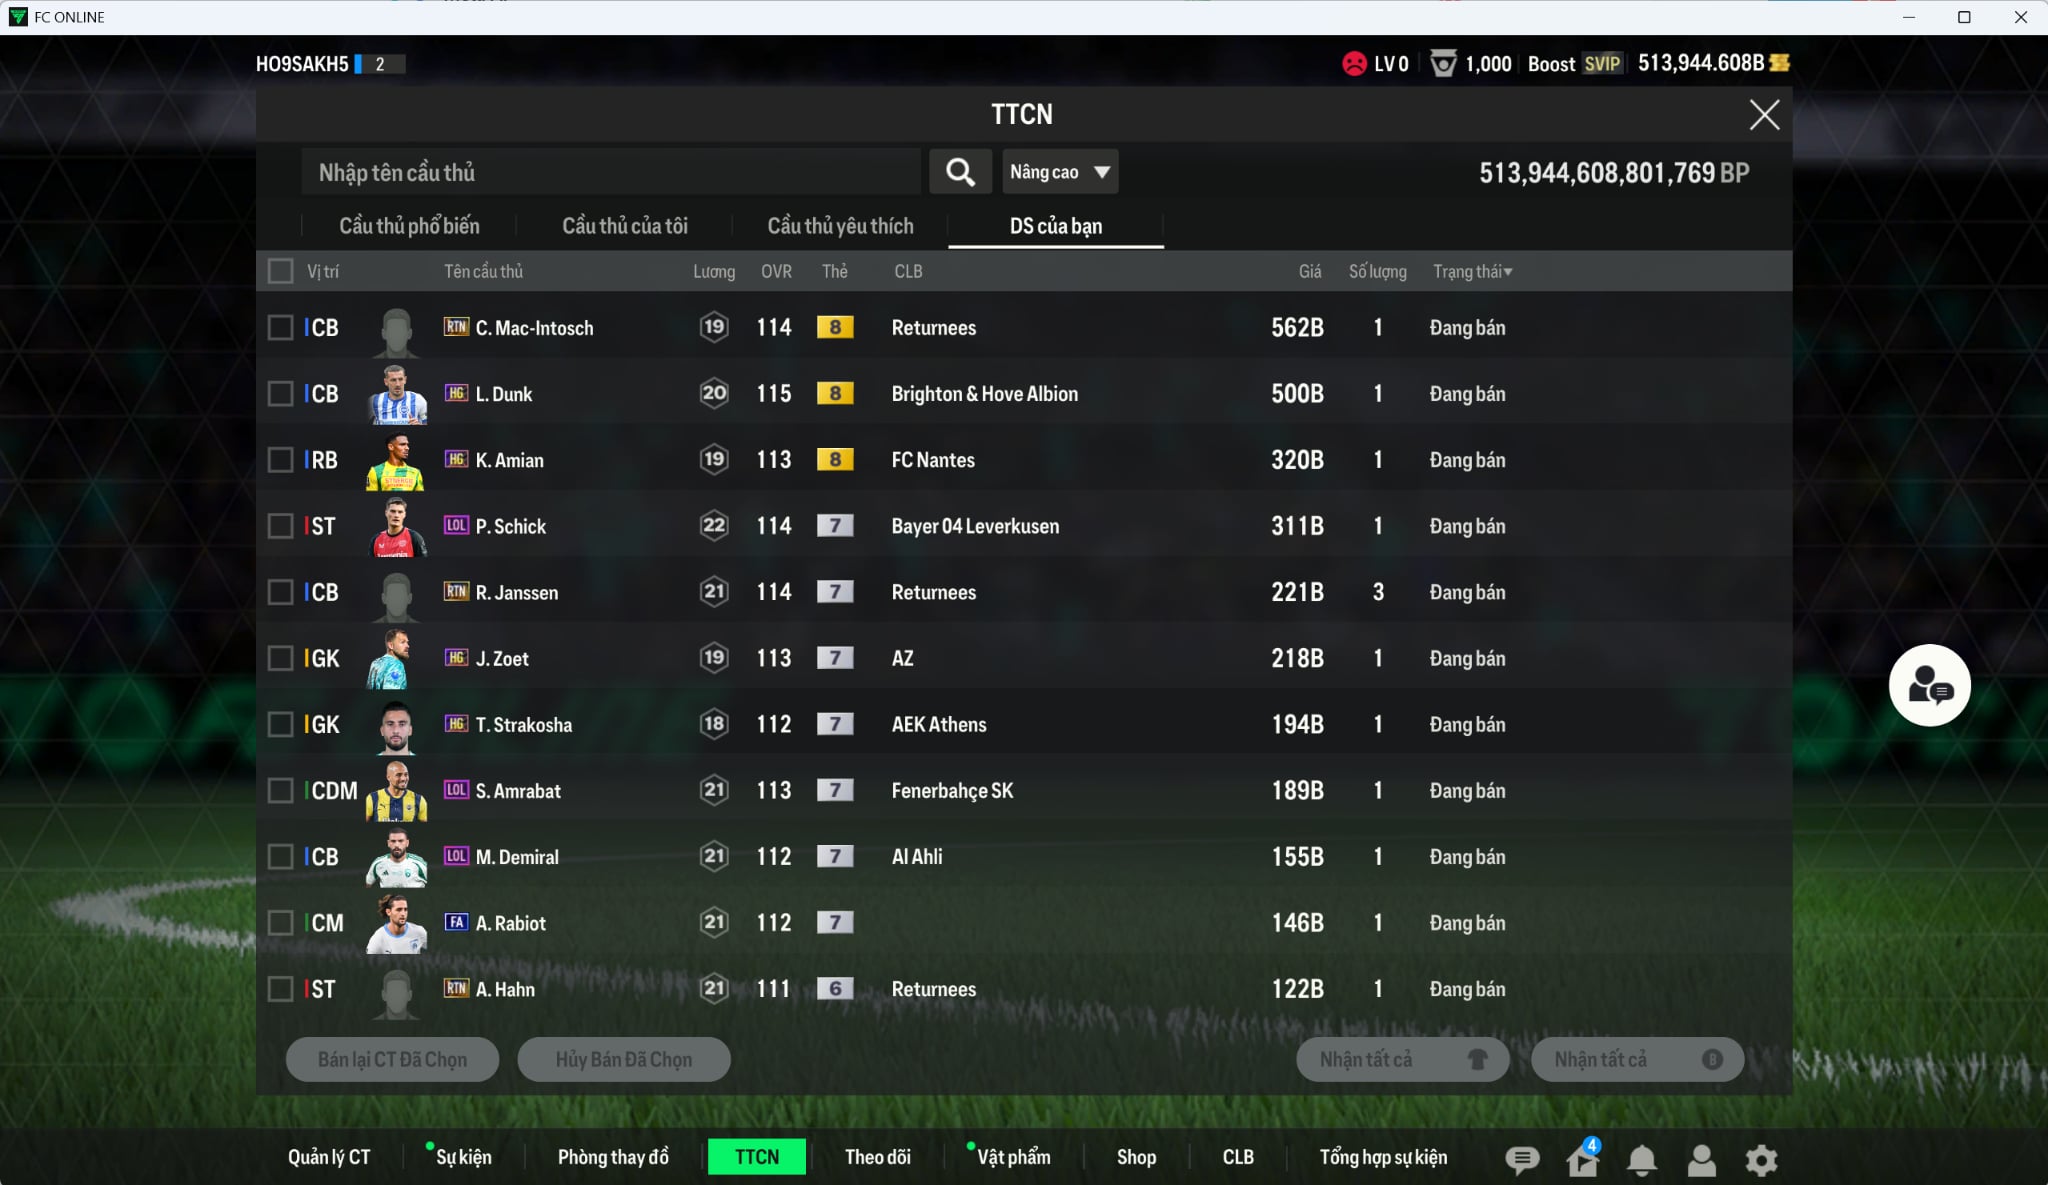 FC ONLINE
HO9SAKH5 2 LV 0 1,000 Boost SVIP 513,944.608B
TTCN
Nhập tên cầu thủ Nâng cao ▼ 513,944,608,801,769 BP
Cầu thủ phổ biến Cầu thủ của tôi Cầu thủ yêu thích DS của bạn
Vị trí Tên cầu thủ Lương OVR Thẻ CLB Giá Số lượng Trạng thái▼
CB RTN C. Mac-Intosch 19 114 8 Returnees 562B 1 Đang bán
CB HG L. Dunk 20 115 8 Brighton & Hove Albion 500B 1 Đang bán
RB HG K. Amian 19 113 8 FC Nantes 320B 1 Đang bán
ST LOL P. Schick 22 114 7 Bayer 04 Leverkusen 311B 1 Đang bán
CB RTN R. Janssen 21 114 7 Returnees 221B 3 Đang bán
GK HG J. Zoet 19 113 7 AZ 218B 1 Đang bán
GK HG T. Strakosha 18 112 7 AEK Athens 194B 1 Đang bán
CDM LOL S. Amrabat 21 113 7 Fenerbahçe SK 189B 1 Đang bán
CB LOL M. Demiral 21 112 7 Al Ahli 155B 1 Đang bán
CM FA A. Rabiot 21 112 7 146B 1 Đang bán
ST RTN A. Hahn 21 111 6 Returnees 122B 1 Đang bán
Bán lại CT Đã Chọn Hủy Bán Đã Chọn Nhận tất cả Nhận tất cả B
Quản lý CT Sự kiện Phòng thay đồ TTCN Theo dõi Vật phẩm Shop CLB Tổng hợp sự kiện 4